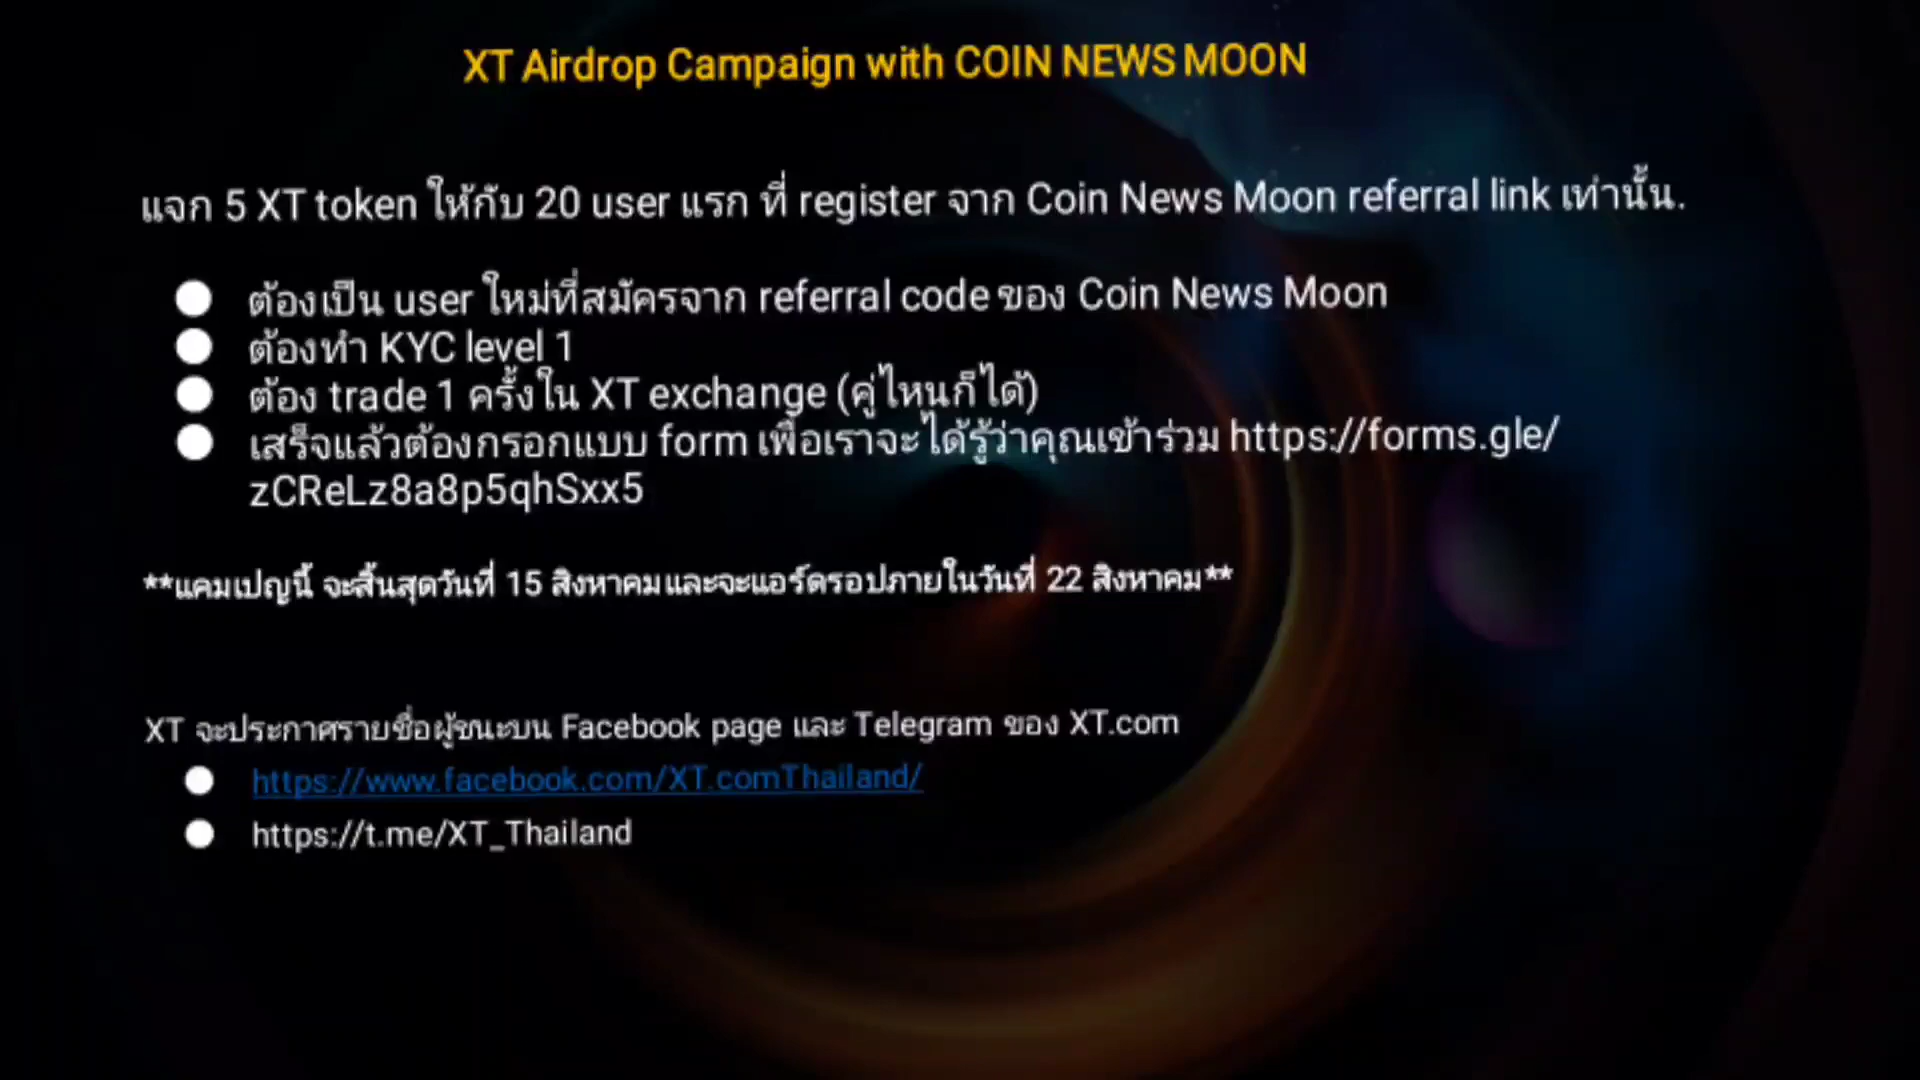 XT Airdrop Campaign with COIN NEWS MOON
แจก 5 XT token ให้กับ 20 user แรก ที่ register จาก Coin News Moon referral link เท่านั้น.
● ต้องเป็น user ใหม่ที่สมัครจาก referral code ของ Coin News Moon
● ต้องทำ KYC level 1
● ต้อง trade 1 ครั้งใน XT exchange (คู่ไหนก็ได้)
● เสร็จแล้วต้องกรอกแบบ form เพื่อเราจะได้รู้ว่าคุณเข้าร่วม https://forms.gle/
zCReLz8a8p5qhSxx5
**แคมเปญนี้ จะสิ้นสุดวันที่ 15 สิงหาคมและจะแอร์ดรอปภายในวันที่ 22 สิงหาคม**
XT จะประกาศรายชื่อผู้ชนะบน Facebook page และ Telegram ของ XT.com
● https://www.facebook.com/XT.comThailand/
● https://t.me/XT_Thailand